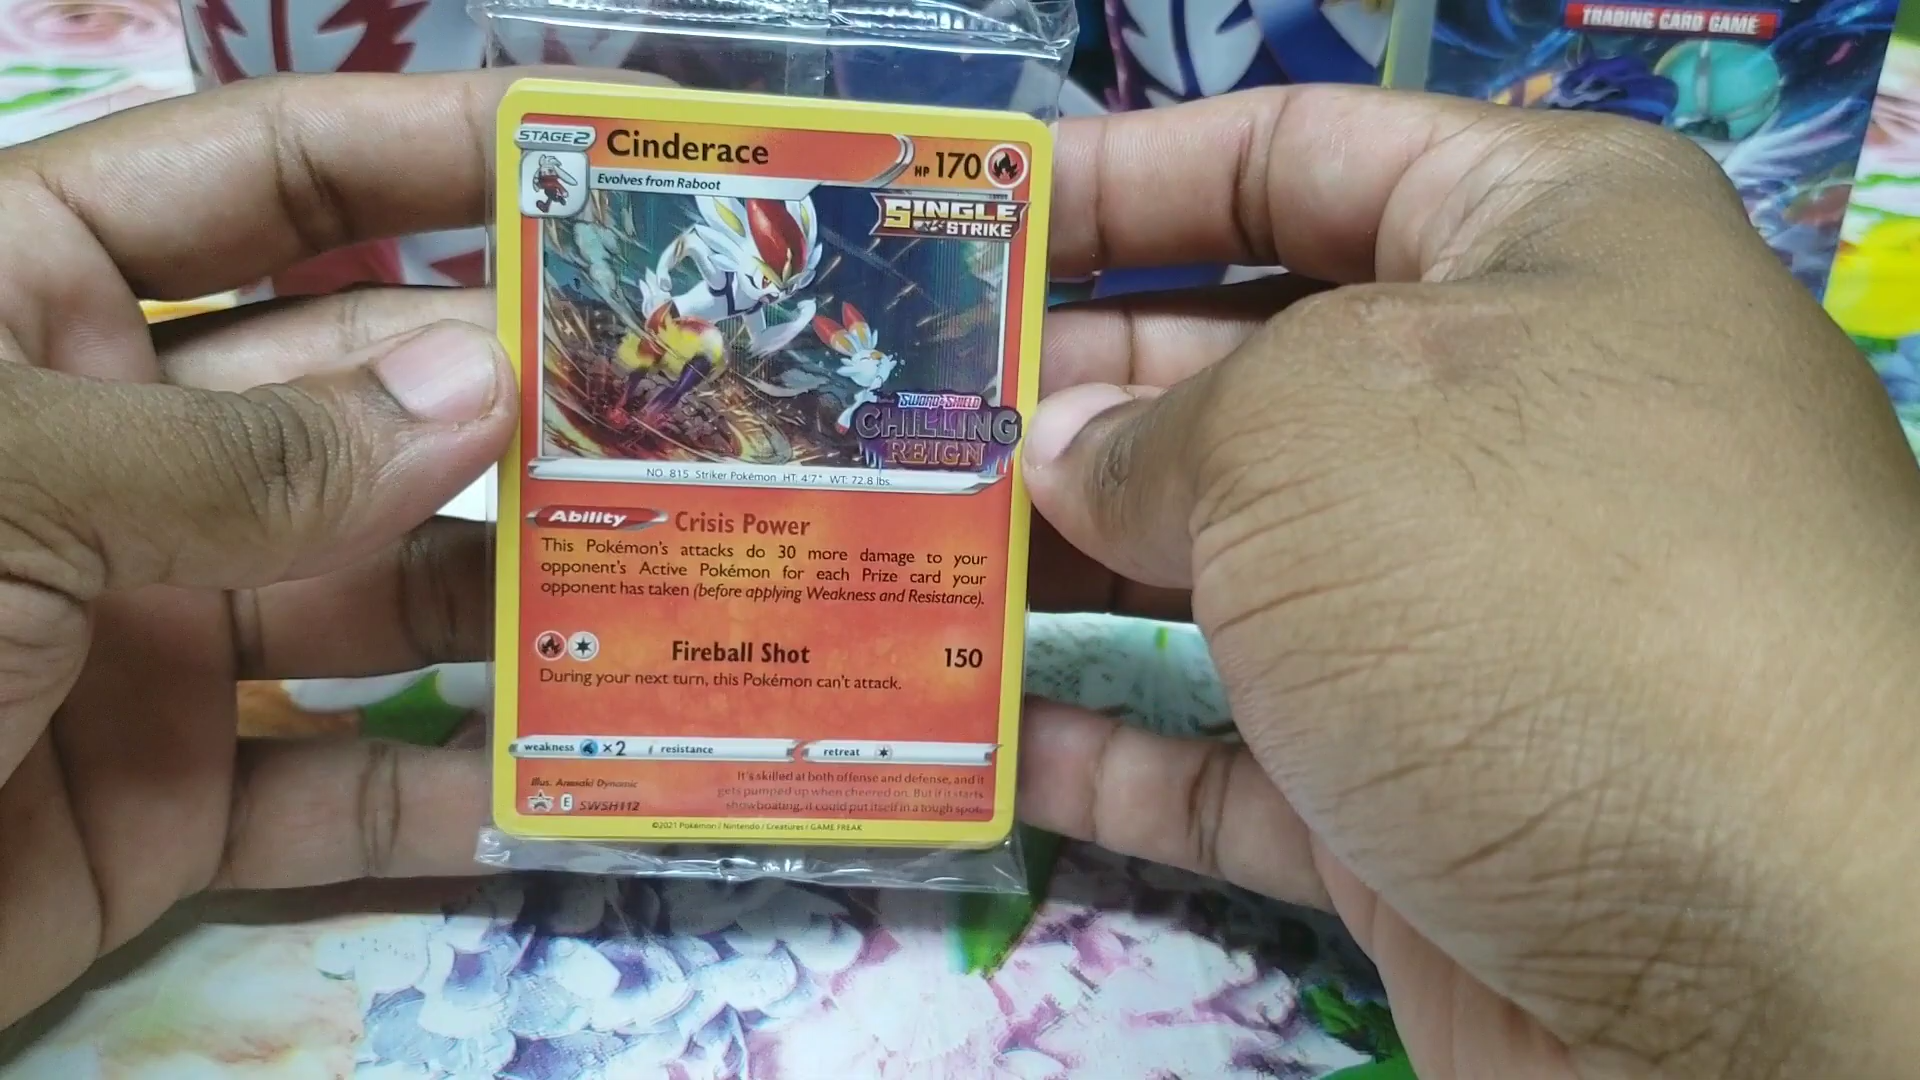 TRADING CARD GAME
STAGE 2
Cinderace
HP 170
Evolves from Raboot
SINGLE
STRIKE
SWORD & SHIELD
CHILLING
REIGN
NO. 815 Striker Pokémon HT: 4'7" WT: 72.8 lbs.
Ability Crisis Power
This Pokémon's attacks do 30 more damage to your
opponent's Active Pokémon for each Prize card your
opponent has taken (before applying Weakness and Resistance).
Fireball Shot 150
During your next turn, this Pokémon can't attack.
weakness ×2 resistance retreat
Illus. Anesaki Dynamic
It's skilled at both offense and defense, and it
gets pumped up when cheered on. But if it starts
showboating, it could put itself in a tough spot.
E SWSH112
©2021 Pokémon / Nintendo / Creatures / GAME FREAK